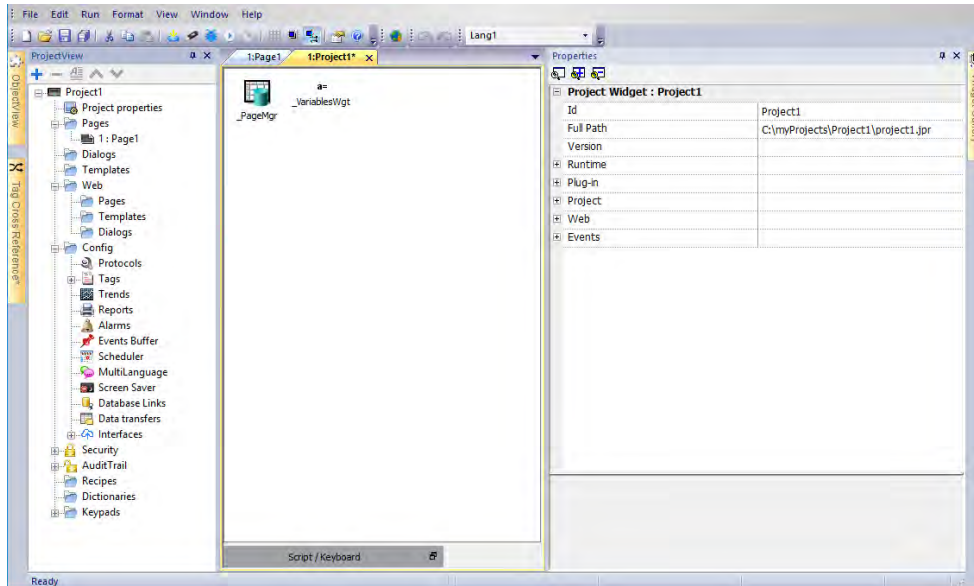 File Edit Run Format View Window Help
Lang1
ProjectView
1:Page1
1:Project1*
Properties
ObjectView
Tag Cross Reference*
Project1
Project properties
Pages
1 : Page1
Dialogs
Templates
Web
Pages
Templates
Dialogs
Config
Protocols
Tags
Trends
Reports
Alarms
Events Buffer
Scheduler
MultiLanguage
Screen Saver
Database Links
Data transfers
Interfaces
Security
AuditTrail
Recipes
Dictionaries
Keypads
_PageMgr
a=
_VariablesWgt
Script / Keyboard
Project Widget : Project1
Id Project1
Full Path C:\myProjects\Project1\project1.jpr
Version
Runtime
Plug-in
Project
Web
Events
Ready